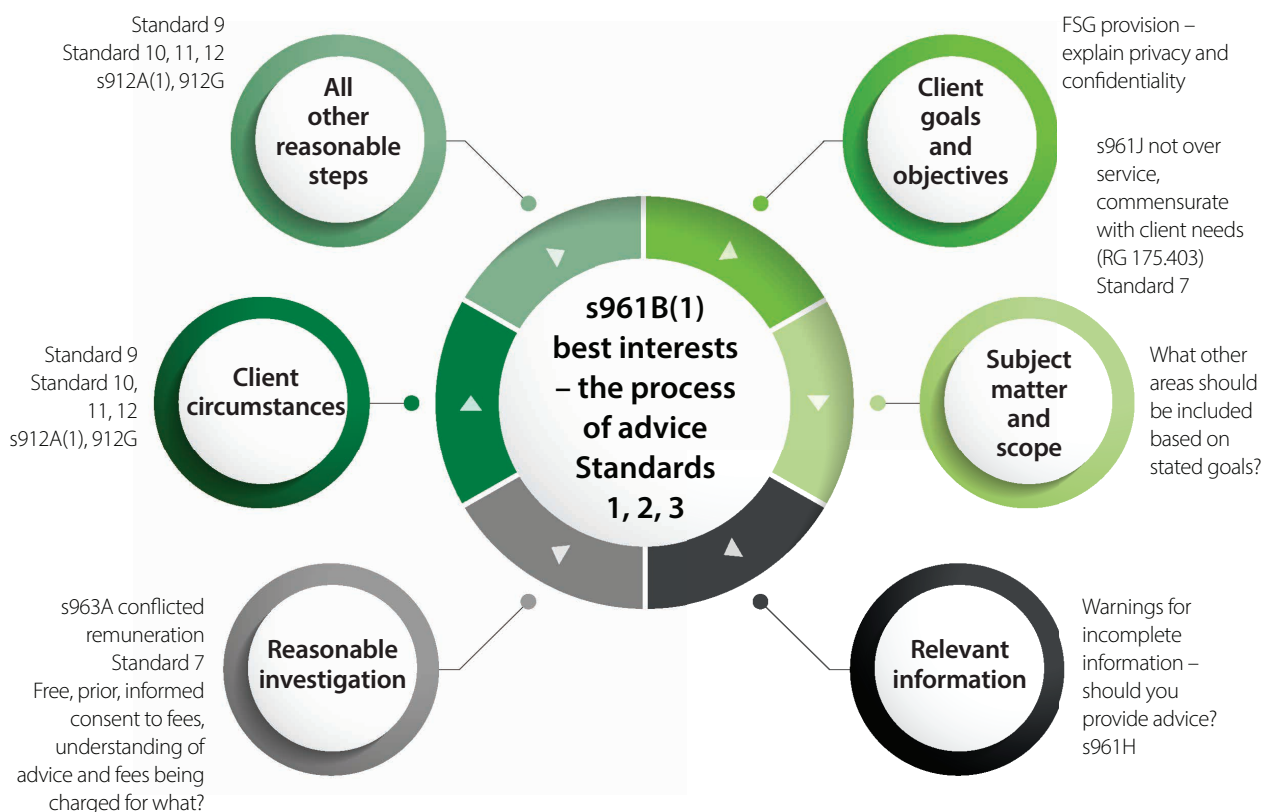 Standard 9
Standard 10, 11, 12
s912A(1), 912G
All
other
reasonable
steps
Client
goals
and
objectives
FSG provision –
explain privacy and
confidentiality
s961J not over
service,
commensurate
with client needs
(RG 175.403)
Standard 7
s961B(1)
best interests
– the process
of advice
Standards
1, 2, 3
Standard 9
Standard 10,
11, 12
s912A(1), 912G
Client
circumstances
Subject
matter
and
scope
What other
areas should
be included
based on
stated goals?
s963A conflicted
remuneration
Standard 7
Free, prior, informed
consent to fees,
understanding of
advice and fees being
charged for what?
Reasonable
investigation
Relevant
information
Warnings for
incomplete
information –
should you
provide advice?
s961H